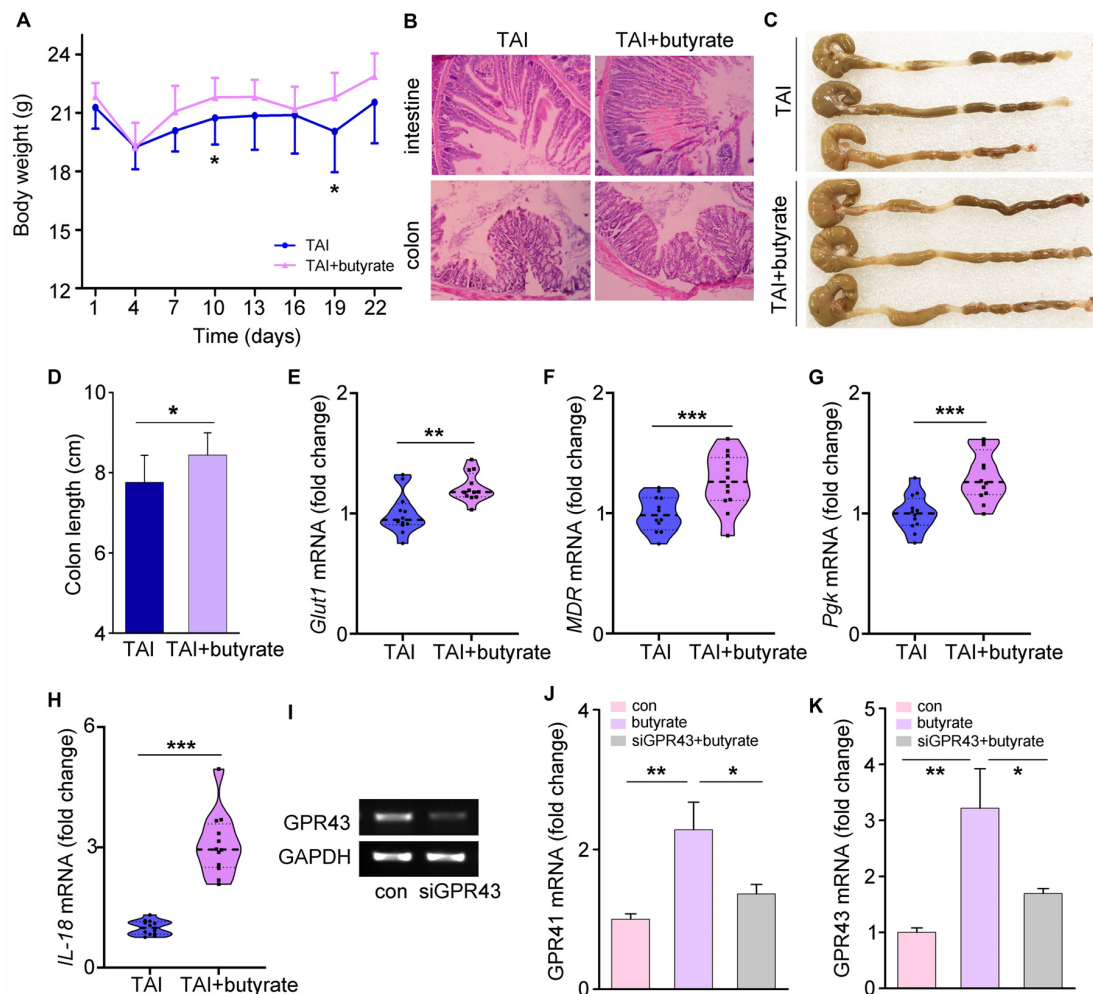 A
Body weight (g)
24
21
18
15
12
*
*
TAI
TAI+butyrate
1 4 7 10 13 16 19 22
Time (days)
B
TAI TAI+butyrate
intestine
colon
C
TAI
TAI+butyrate
D
Colon length (cm)
10
8
6
4
*
TAI TAI+butyrate
E
Glut1 mRNA (fold change)
2
1
0
**
TAI TAI+butyrate
F
MDR mRNA (fold change)
2
1
0
***
TAI TAI+butyrate
G
Pgk mRNA (fold change)
2
1
0
***
TAI TAI+butyrate
H
IL-18 mRNA (fold change)
6
3
0
***
TAI TAI+butyrate
I
GPR43
GAPDH
con siGPR43
J
con
butyrate
siGPR43+butyrate
GPR41 mRNA (fold change)
4
2
0
** *
K
con
butyrate
siGPR43+butyrate
GPR43 mRNA (fold change)
5
4
3
2
1
0
** *